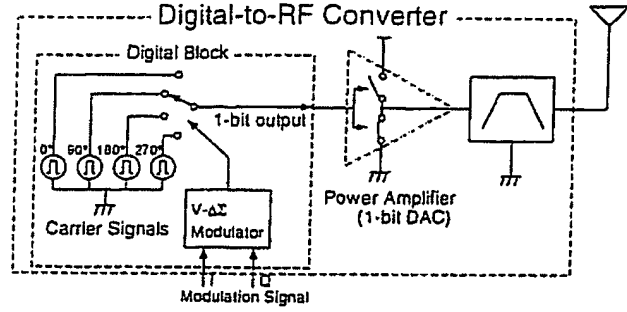 Digital-to-RF Converter
Digital Block
1-bit output
0° 90° 180° 270°
Power Amplifier
(1-bit DAC)
Carrier Signals
V-ΔΣ
Modulator
I Q
Modulation Signal